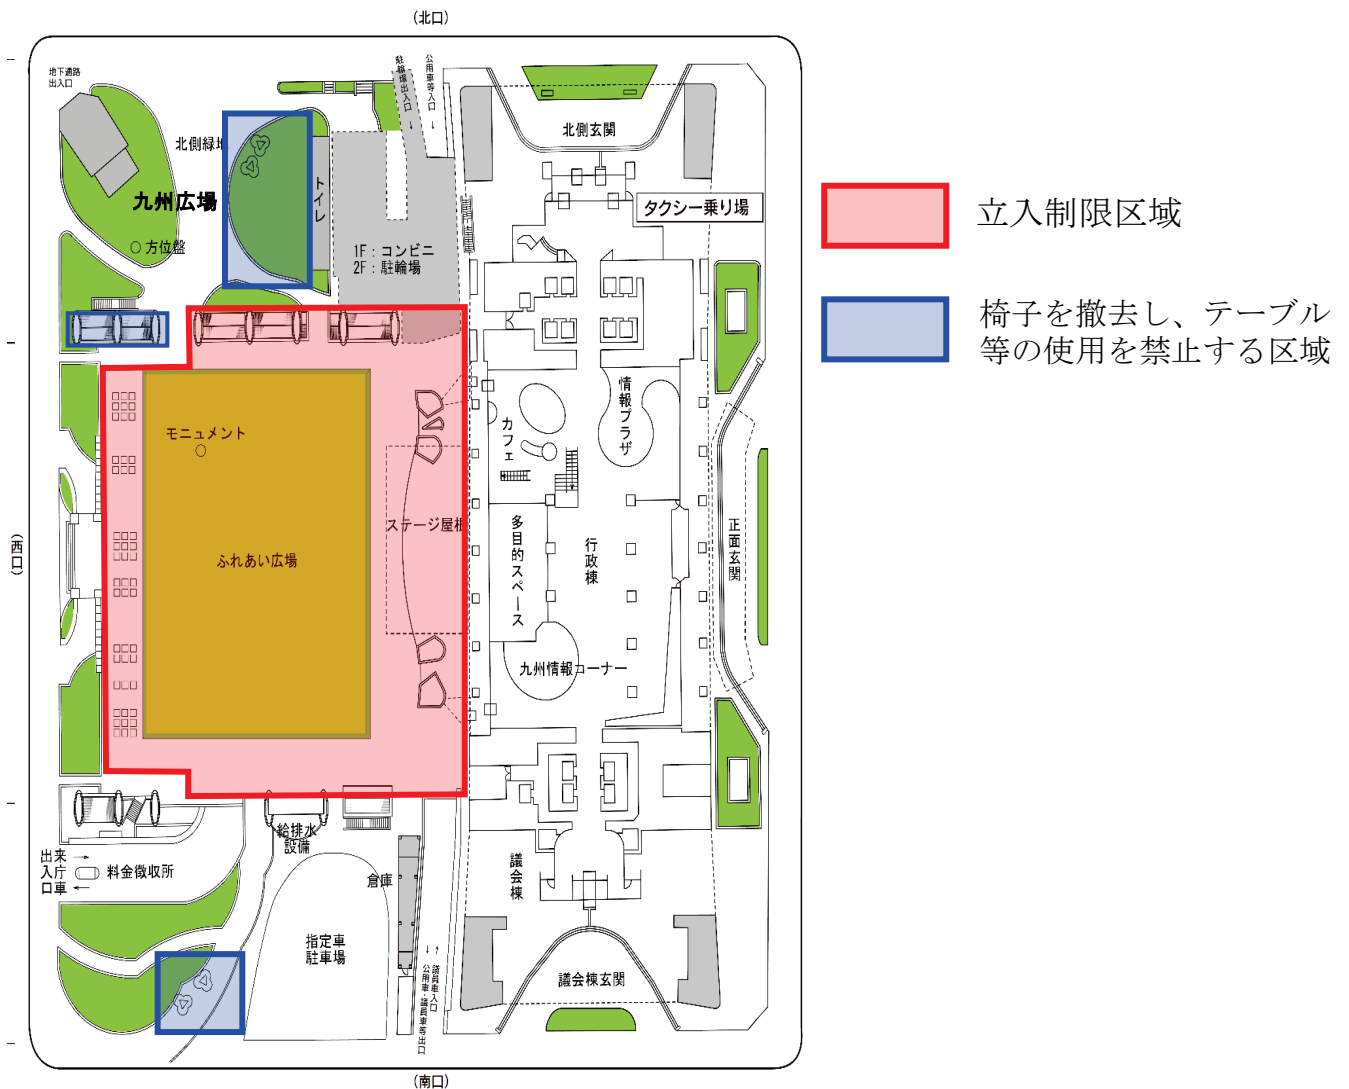 (北口)
地下通路
出入口
駐輪場出入口
公用車等入口
北側緑地
九州広場
トイレ
方位盤
1F：コンビニ
2F：駐輪場
北側玄関
タクシー乗り場
立入制限区域
椅子を撤去し、テーブル
等の使用を禁止する区域
モニュメント
カフェ
情報プラザ
ステージ屋根
(西口)
ふれあい広場
多目的スペース
行政棟
正面玄関
九州情報コーナー
給排水
設備
出来
入庁
口車
料金徴収所
倉庫
議会棟
指定車
駐車場
議員車入口
公用車・議員車等出口
議会棟玄関
(南口)